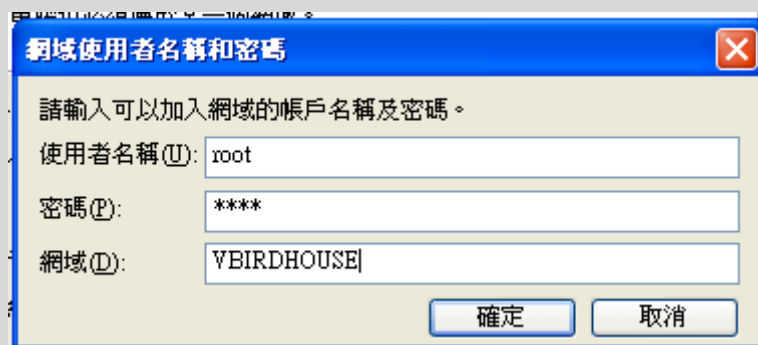 網域使用者名稱和密碼
請輸入可以加入網域的帳戶名稱及密碼。
使用者名稱(U): root
密碼(P): ****
網域(D): VBIRDHOUSE
確定 取消